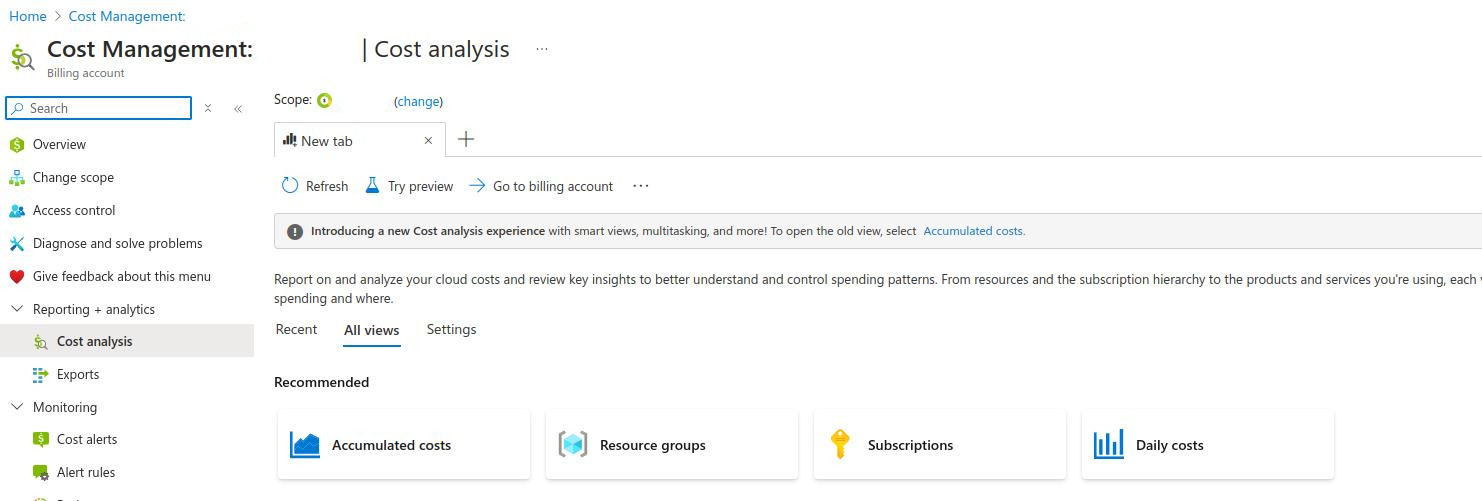 Home > Cost Management:
Cost Management: | Cost analysis ...
Billing account
Search
Overview
Change scope
Access control
Diagnose and solve problems
Give feedback about this menu
Reporting + analytics
Cost analysis
Exports
Monitoring
Cost alerts
Alert rules
Scope: (change)
New tab
Refresh Try preview Go to billing account ...
Introducing a new Cost analysis experience with smart views, multitasking, and more! To open the old view, select Accumulated costs.
Report on and analyze your cloud costs and review key insights to better understand and control spending patterns. From resources and the subscription hierarchy to the products and services you're using, each
spending and where.
Recent All views Settings
Recommended
Accumulated costs Resource groups Subscriptions Daily costs